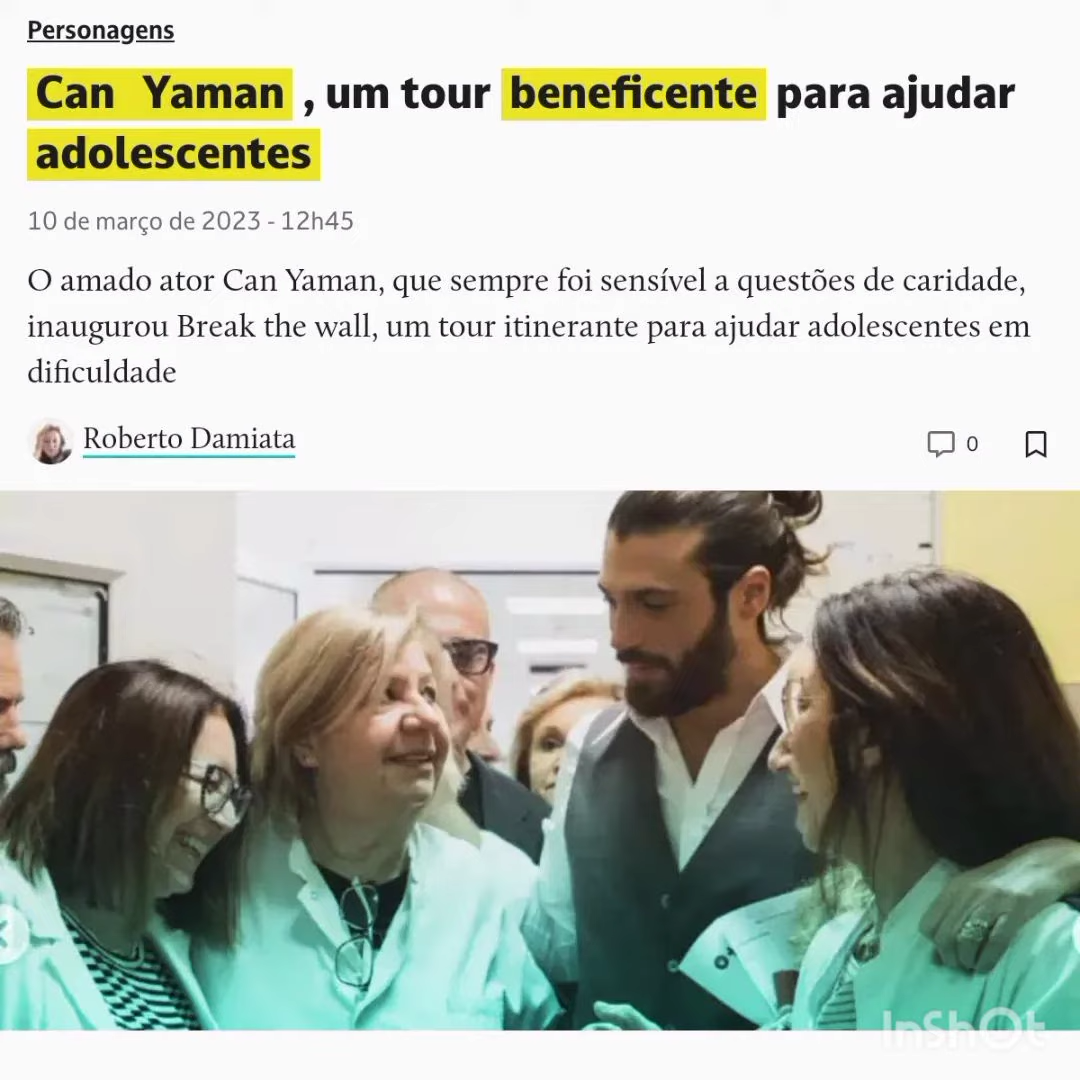 Personagens
Can Yaman , um tour beneficente para ajudar
adolescentes
10 de março de 2023 - 12h45
O amado ator Can Yaman, que sempre foi sensível a questões de caridade,
inaugurou Break the wall, um tour itinerante para ajudar adolescentes em
dificuldade
Roberto Damiata
0
InShOt